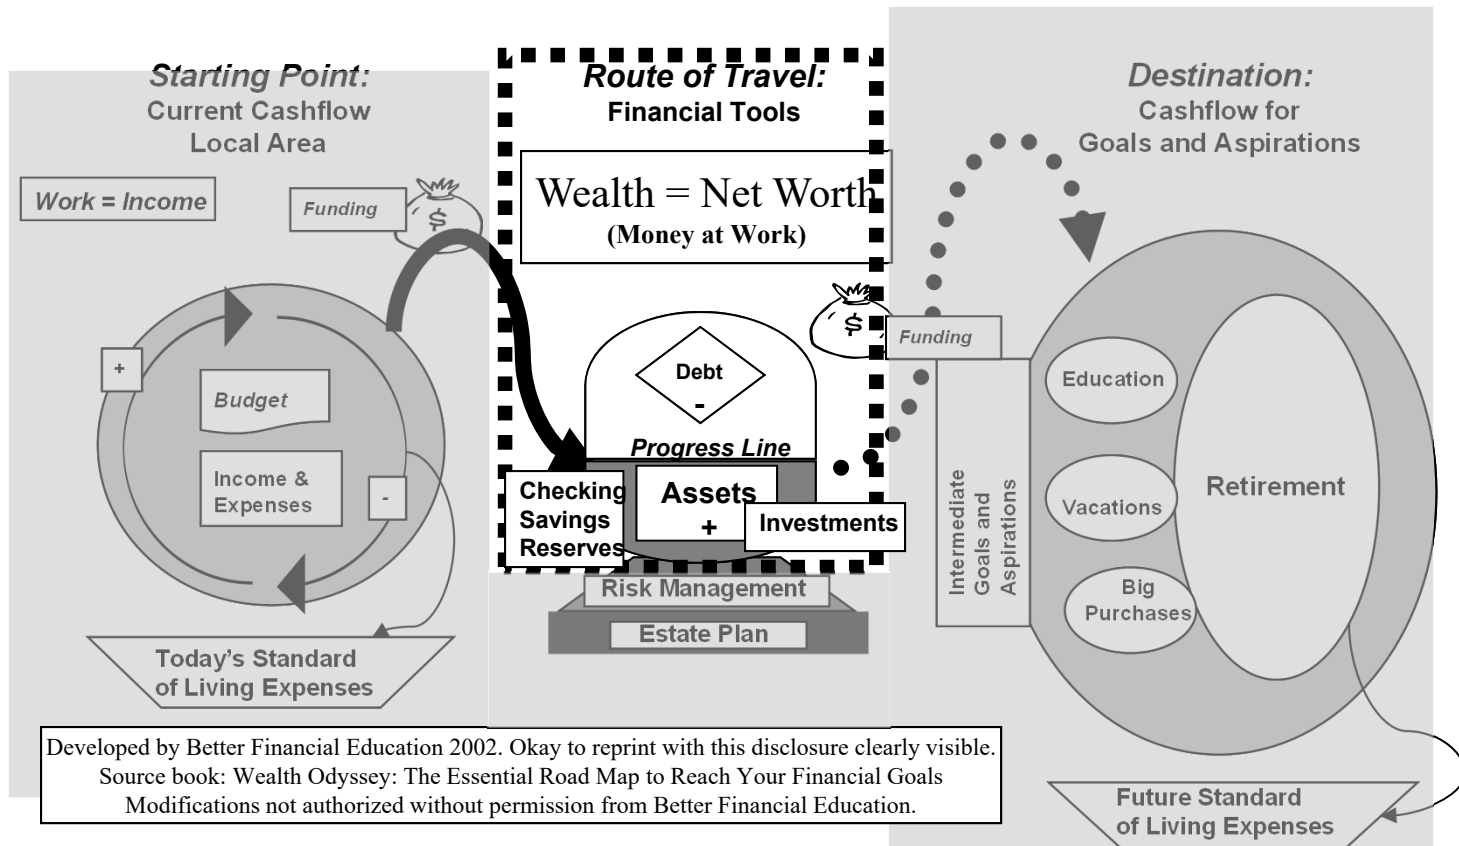 Starting Point:
Current Cashflow
Local Area
Work = Income
Funding
$
+
Budget
Income &
Expenses
-
Today’s Standard
of Living Expenses
Route of Travel:
Financial Tools
Wealth = Net Worth
(Money at Work)
$
Debt
-
Progress Line
Checking
Savings
Reserves
Assets
+
Investments
Risk Management
Estate Plan
Destination:
Cashflow for
Goals and Aspirations
Funding
Intermediate
Goals and
Aspirations
Education
Vacations
Big
Purchases
Retirement
Future Standard
of Living Expenses
Developed by Better Financial Education 2002. Okay to reprint with this disclosure clearly visible.
Source book: Wealth Odyssey: The Essential Road Map to Reach Your Financial Goals
Modifications not authorized without permission from Better Financial Education.